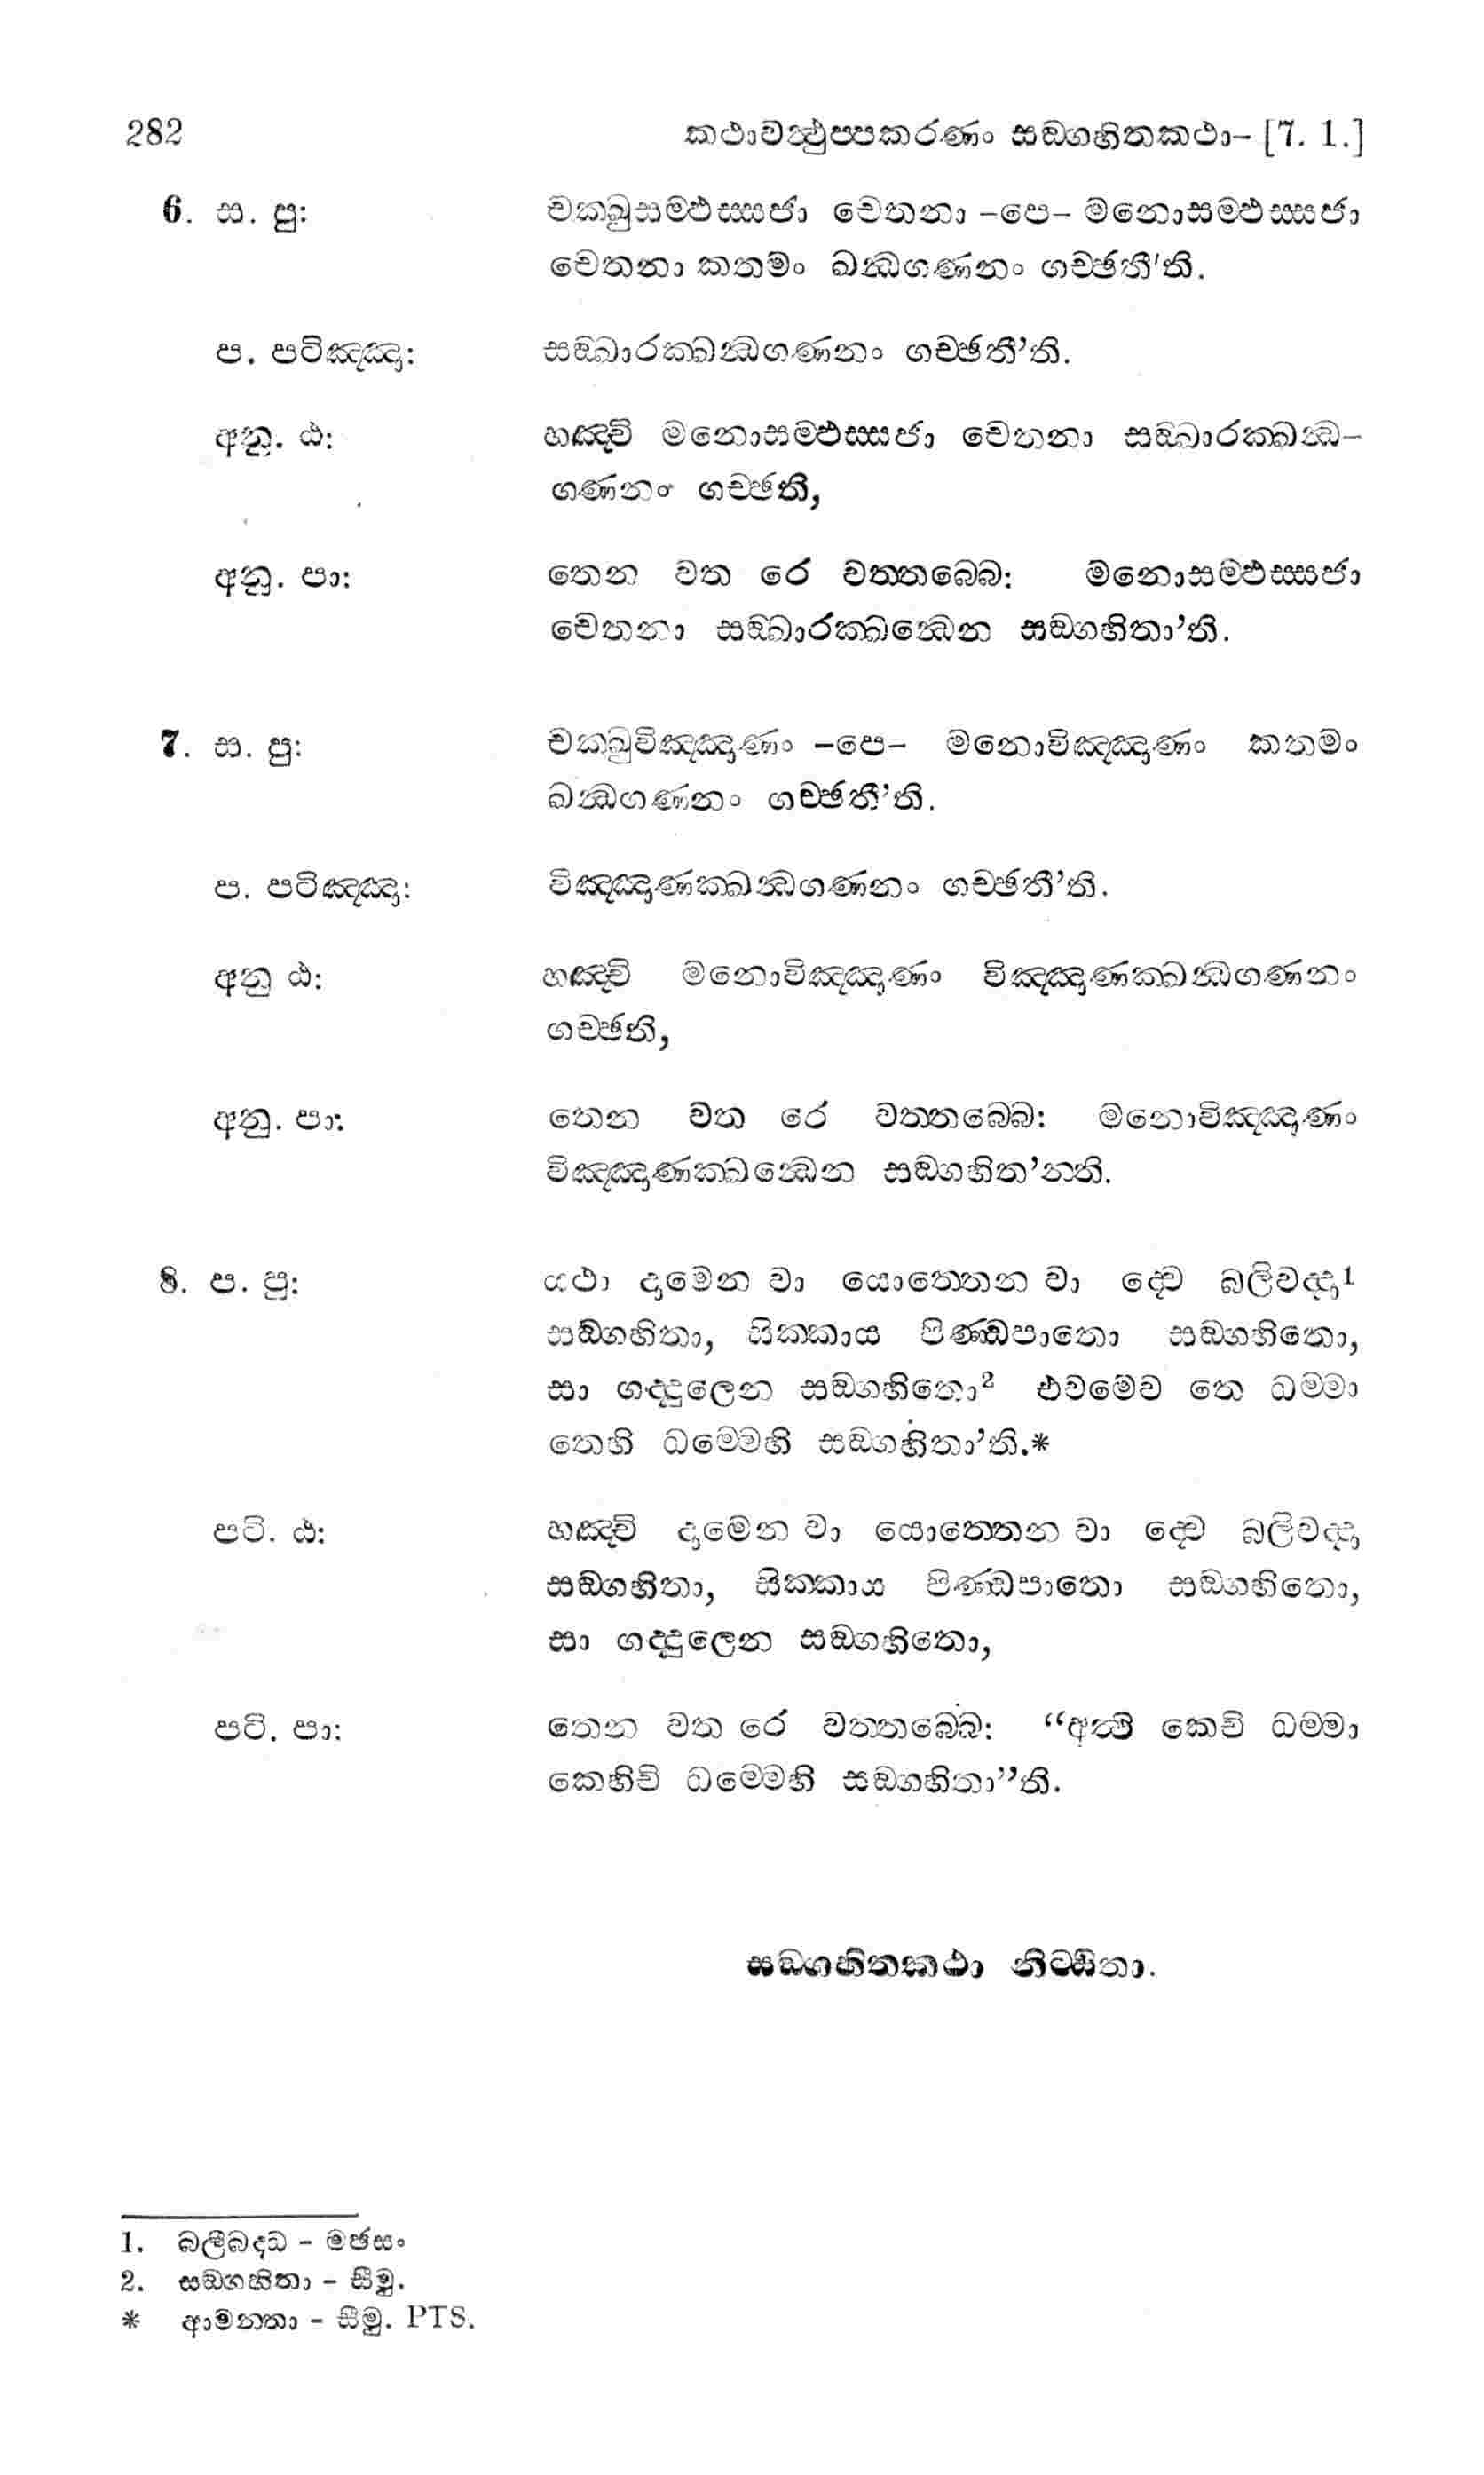 282 කථාවත්‍ථුප්පකරණං සඞ්ගහිතකථා– [7. 1.]
6. ස. පු: චක්‍ඛුසම්ඵස්සජා චෙතනා –පෙ– මනොසම්ඵස්සජා
චෙතනා කතමං ඛන්‍ධගණනං ගච්ඡතී'ති.
ප. පටිඤ්ඤා: සඞ්ඛාරක්‍ඛන්‍ධගණනං ගච්ඡතී’ති.
අනු. ඨ: හඤ්චි මනොසම්ඵස්සජා චෙතනා සඞ්ඛාරක්‍ඛන්‍ධ–
ගණනං ගච්ඡති,
අනු. පා: තෙන වත රෙ වත්තබ්බෙ: මනොසම්ඵස්සජා
චෙතනා සඞ්ඛාරක්‍ඛන්‍ධෙන සඞ්ගහිතා’ති.
7. ස. පු: චක්‍ඛුවිඤ්ඤාණං –පෙ– මනොවිඤ්ඤාණං කතමං
ඛන්‍ධගණනං ගච්ඡතී’ති.
ප. පටිඤ්ඤා: විඤ්ඤාණක්‍ඛන්‍ධගණනං ගච්ඡතී’ති.
අනු ඨ: හඤ්චි මනොවිඤ්ඤාණං විඤ්ඤාණක්‍ඛන්‍ධගණනං
ගච්ඡති,
අනු. පා: තෙන වත රෙ වත්තබ්බෙ: මනොවිඤ්ඤාණං
විඤ්ඤාණක්‍ඛන්‍ධෙන සඞ්ගහිත’න්ති.
8. ප. පු: යථා දාමෙන වා යොත්තෙන වා ද්‍වෙ බලිවද්දා1
සඞ්ගහිතා, සික්කාය පිණ්ඩපාතො සඞ්ගහිතො,
සා ගද්දුලෙන සඞ්ගහිතො2 එවමෙව තෙ ධම්මා
තෙහි ධම්මෙහි සඞ්ගහිතා’ති.*
පටි. ඨ: හඤ්චි දාමෙන වා යොත්තෙන වා ද්‍වෙ බලිවද්දා
සඞ්ගහිතා, සික්කාය පිණ්ඩපාතො සඞ්ගහිතො,
සා ගද්දුලෙන සඞ්ගහිතො,
පටි. පා: තෙන වත රෙ වත්තබ්බෙ: “අත්‍ථි කෙචි ධම්මා
කෙහිචි ධම්මෙහි සඞ්ගහිතා”ති.
සඞ්ගහිතකථා නිට්ඨිතා.
1. බලීබද්‍ධා – මජසං
2. සඞ්ගහිතා – සීමු.
* ආමන්තා – සීමු. PTS.